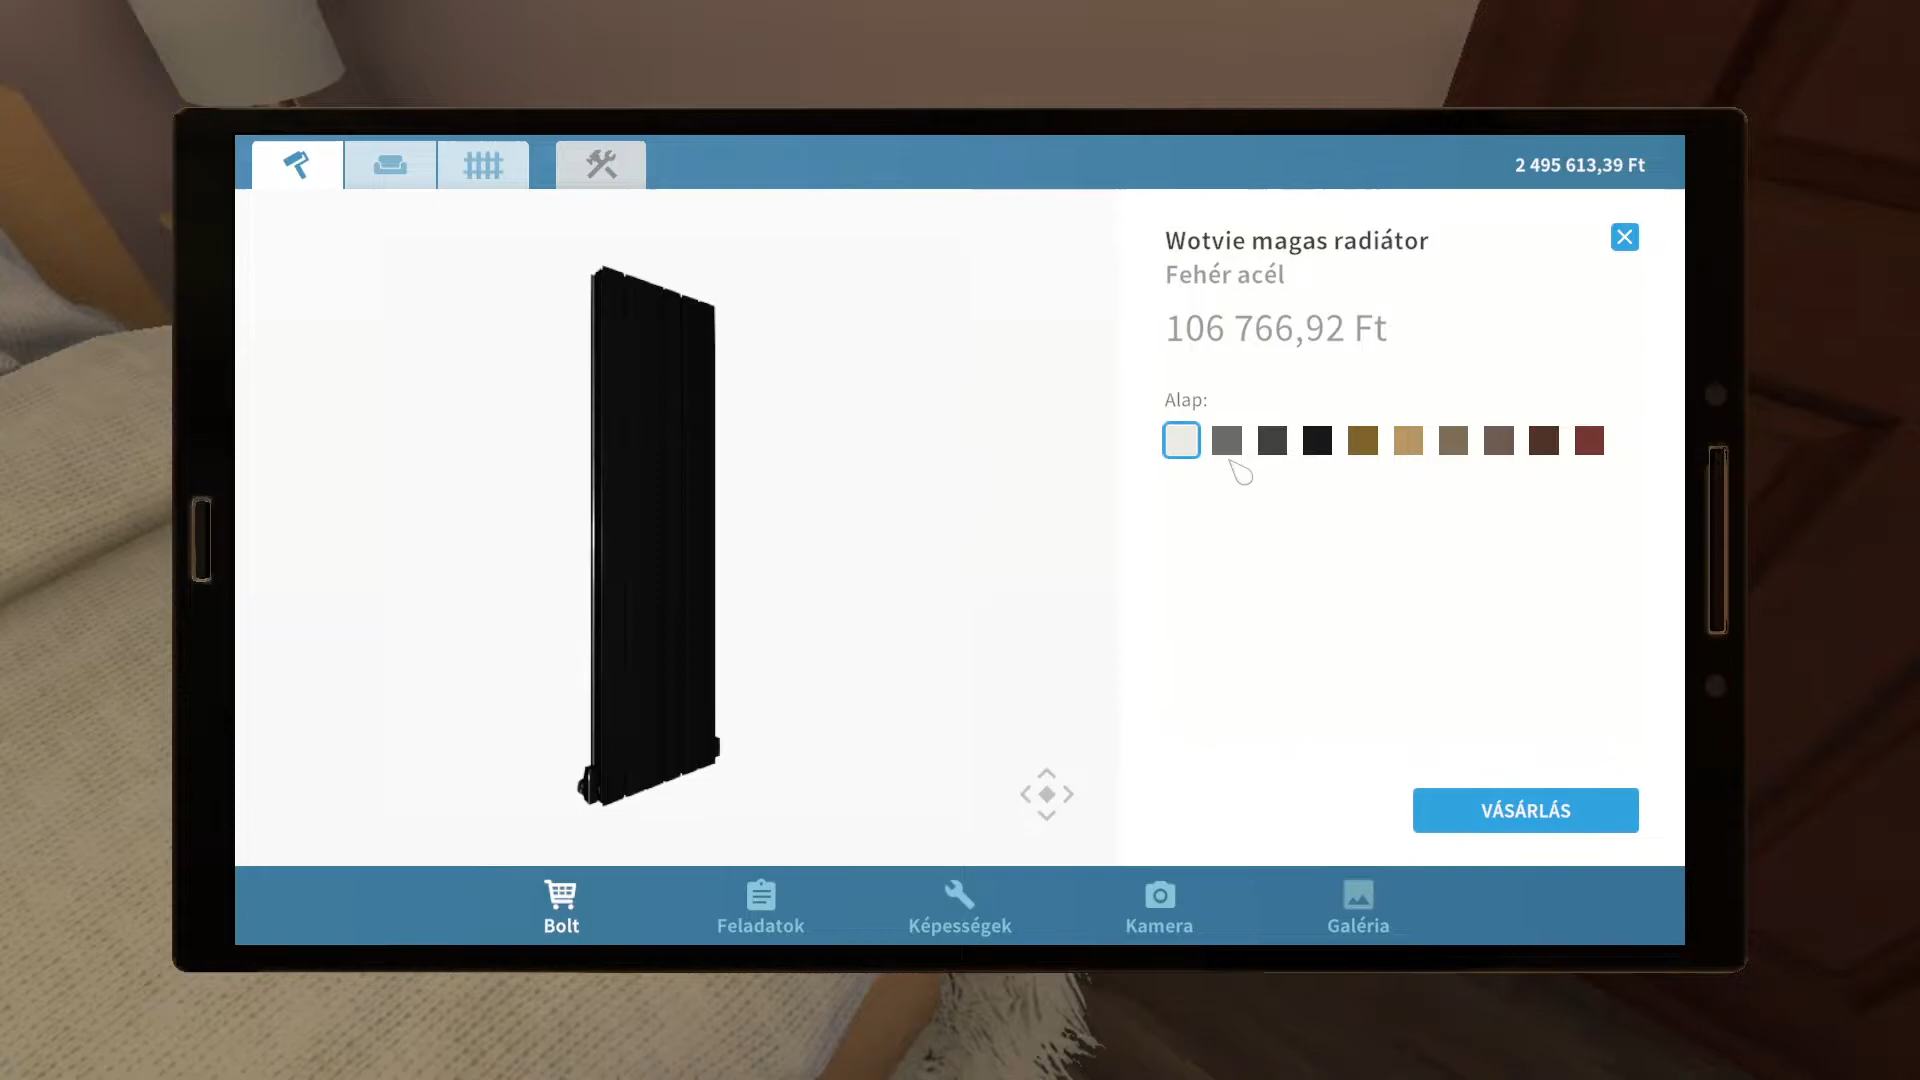 2 495 613,39 Ft
Wotvie magas radiátor
Fehér acél
106 766,92 Ft
Alap:
VÁSÁRLÁS
Bolt
Feladatok
Képességek
Kamera
Galéria